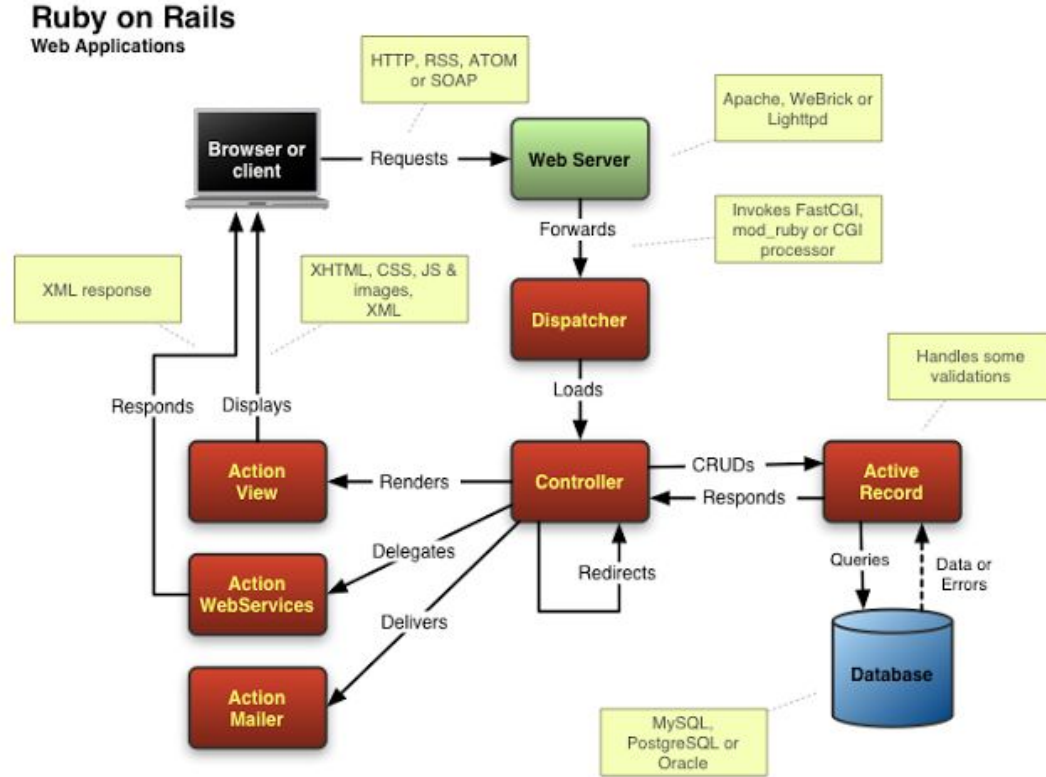 Ruby on Rails
Web Applications
HTTP, RSS, ATOM
or SOAP
Apache, WeBrick or
Lighttpd
Browser or
client
Requests
Web Server
Invokes FastCGI,
mod_ruby or CGI
processor
Forwards
XML response
XHTML, CSS, JS &
images,
XML
Dispatcher
Handles some
validations
Loads
Responds
Displays
Action
View
Renders
Controller
CRUDs
Responds
Active
Record
Delegates
Redirects
Queries
Data or
Errors
Action
WebServices
Delivers
Action
Mailer
Database
MySQL,
PostgreSQL or
Oracle